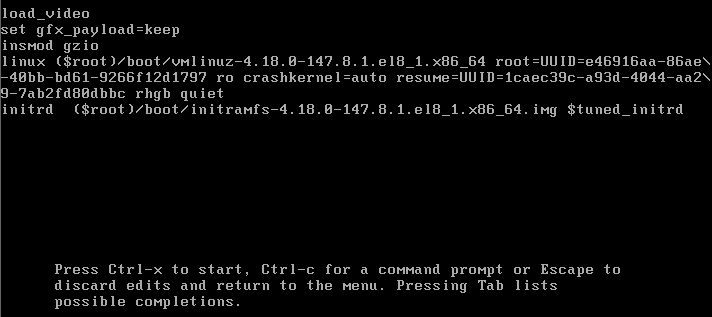 load_video
set gfx_payload=keep
insmod gzio
linux ($root)/boot/vmlinuz-4.18.0-147.8.1.el8_1.x86_64 root=UUID=e46916aa-86ae\
-40bb-bd61-9266f12d1797 ro crashkernel=auto resume=UUID=1caec39c-a93d-4044-aa2\
9-7ab2fd80dbbc rhgb quiet
initrd  ($root)/boot/initramfs-4.18.0-147.8.1.el8_1.x86_64.img $tuned_initrd
Press Ctrl-x to start, Ctrl-c for a command prompt or Escape to
discard edits and return to the menu. Pressing Tab lists
possible completions.